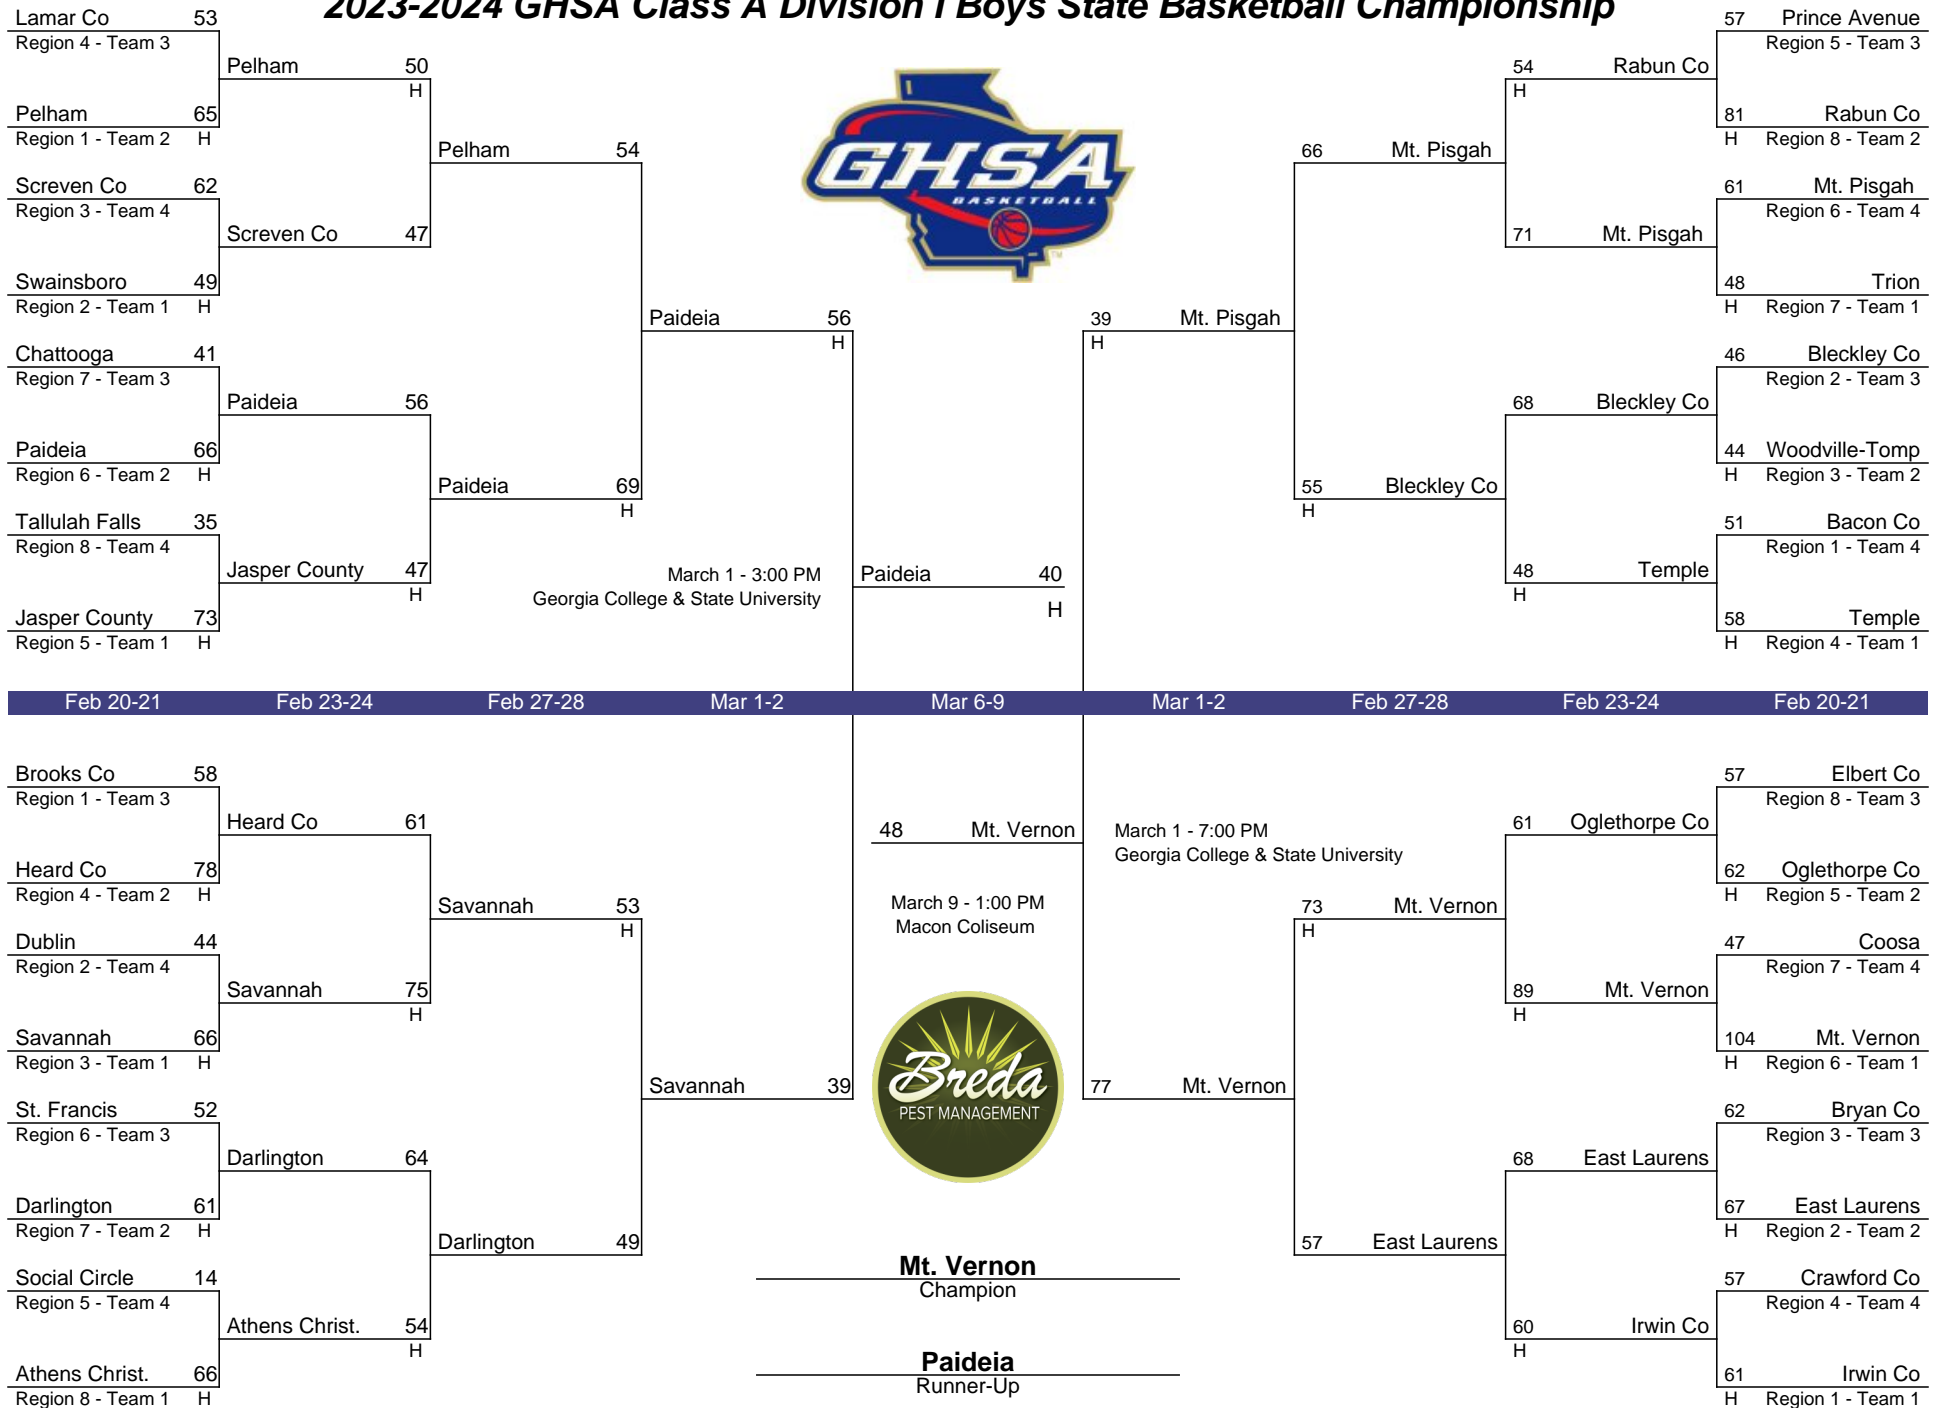 2023-2024 GHSA Class A Division I Boys State Basketball Championship
Lamar Co 53
Region 4 - Team 3
Pelham 65
Region 1 - Team 2 H
Screven Co 62
Region 3 - Team 4
Swainsboro 49
Region 2 - Team 1 H
Chattooga 41
Region 7 - Team 3
Paideia 66
Region 6 - Team 2 H
Tallulah Falls 35
Region 8 - Team 4
Jasper County 73
Region 5 - Team 1 H
Pelham 50
H
Screven Co 47
Paideia 56
Jasper County 47
H
Pelham 54
Paideia 69
H
Paideia 56
H
March 1 - 3:00 PM
Georgia College & State University
Paideia 40
H
GHSA
BASKETBALL
TM
39 Mt. Pisgah
H
66 Mt. Pisgah
55 Bleckley Co
H
54 Rabun Co
H
71 Mt. Pisgah
68 Bleckley Co
48 Temple
H
57 Prince Avenue
Region 5 - Team 3
81 Rabun Co
H Region 8 - Team 2
61 Mt. Pisgah
Region 6 - Team 4
48 Trion
H Region 7 - Team 1
46 Bleckley Co
Region 2 - Team 3
44 Woodville-Tomp
H Region 3 - Team 2
51 Bacon Co
Region 1 - Team 4
58 Temple
H Region 4 - Team 1
Feb 20-21 Feb 23-24 Feb 27-28 Mar 1-2 Mar 6-9 Mar 1-2 Feb 27-28 Feb 23-24 Feb 20-21
Brooks Co 58
Region 1 - Team 3
Heard Co 78
Region 4 - Team 2 H
Dublin 44
Region 2 - Team 4
Savannah 66
Region 3 - Team 1 H
St. Francis 52
Region 6 - Team 3
Darlington 61
Region 7 - Team 2 H
Social Circle 14
Region 5 - Team 4
Athens Christ. 66
Region 8 - Team 1 H
Heard Co 61
Savannah 75
H
Darlington 64
Athens Christ. 54
H
Savannah 53
H
Darlington 49
Savannah 39
48 Mt. Vernon
March 9 - 1:00 PM
Macon Coliseum
Breda
PEST MANAGEMENT
Mt. Vernon
Champion
Paideia
Runner-Up
March 1 - 7:00 PM
Georgia College & State University
77 Mt. Vernon
73 Mt. Vernon
H
57 East Laurens
61 Oglethorpe Co
89 Mt. Vernon
H
68 East Laurens
60 Irwin Co
H
57 Elbert Co
Region 8 - Team 3
62 Oglethorpe Co
H Region 5 - Team 2
47 Coosa
Region 7 - Team 4
104 Mt. Vernon
H Region 6 - Team 1
62 Bryan Co
Region 3 - Team 3
67 East Laurens
H Region 2 - Team 2
57 Crawford Co
Region 4 - Team 4
61 Irwin Co
H Region 1 - Team 1